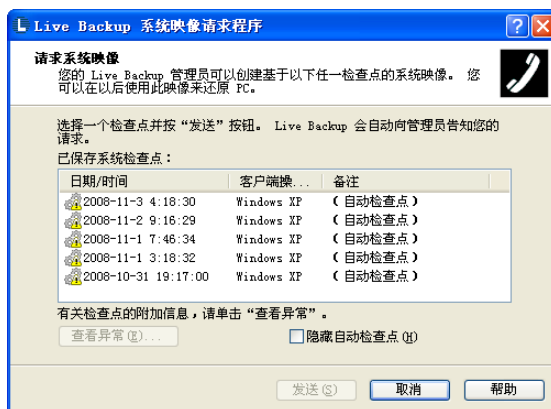 Live Backup 系统映像请求程序
请求系统映像
您的 Live Backup 管理员可以创建基于以下任一检查点的系统映像。 您
可以在以后使用此映像来还原 PC。
选择一个检查点并按“发送”按钮。 Live Backup 会自动向管理员告知您的
请求。
已保存系统检查点：
日期/时间 客户端操... 备注
2008-11-3 4:18:30 Windows XP （自动检查点）
2008-11-2 9:16:29 Windows XP （自动检查点）
2008-11-1 7:46:34 Windows XP （自动检查点）
2008-11-1 3:18:32 Windows XP （自动检查点）
2008-10-31 19:17:00 Windows XP （自动检查点）
有关检查点的附加信息，请单击“查看异常”。
查看异常(E)... 隐藏自动检查点(H)
发送(S) 取消 帮助